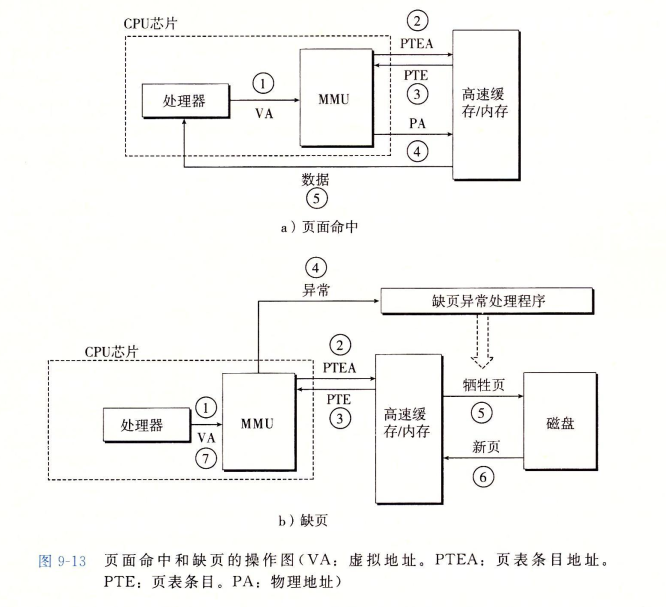 CPU芯片
②
PTEA
①
处理器
MMU
PTE
高速缓存/内存
VA
③
PA
④
数据
⑤
a）页面命中
④
异常
缺页异常处理程序
CPU芯片
②
PTEA
牺牲页
①
PTE
处理器
MMU
③
高速缓存/内存
⑤
磁盘
VA
新页
⑦
⑥
b）缺页
图 9-13 页面命中和缺页的操作图(VA：虚拟地址。PTEA：页表条目地址。
PTE：页表条目。PA：物理地址)